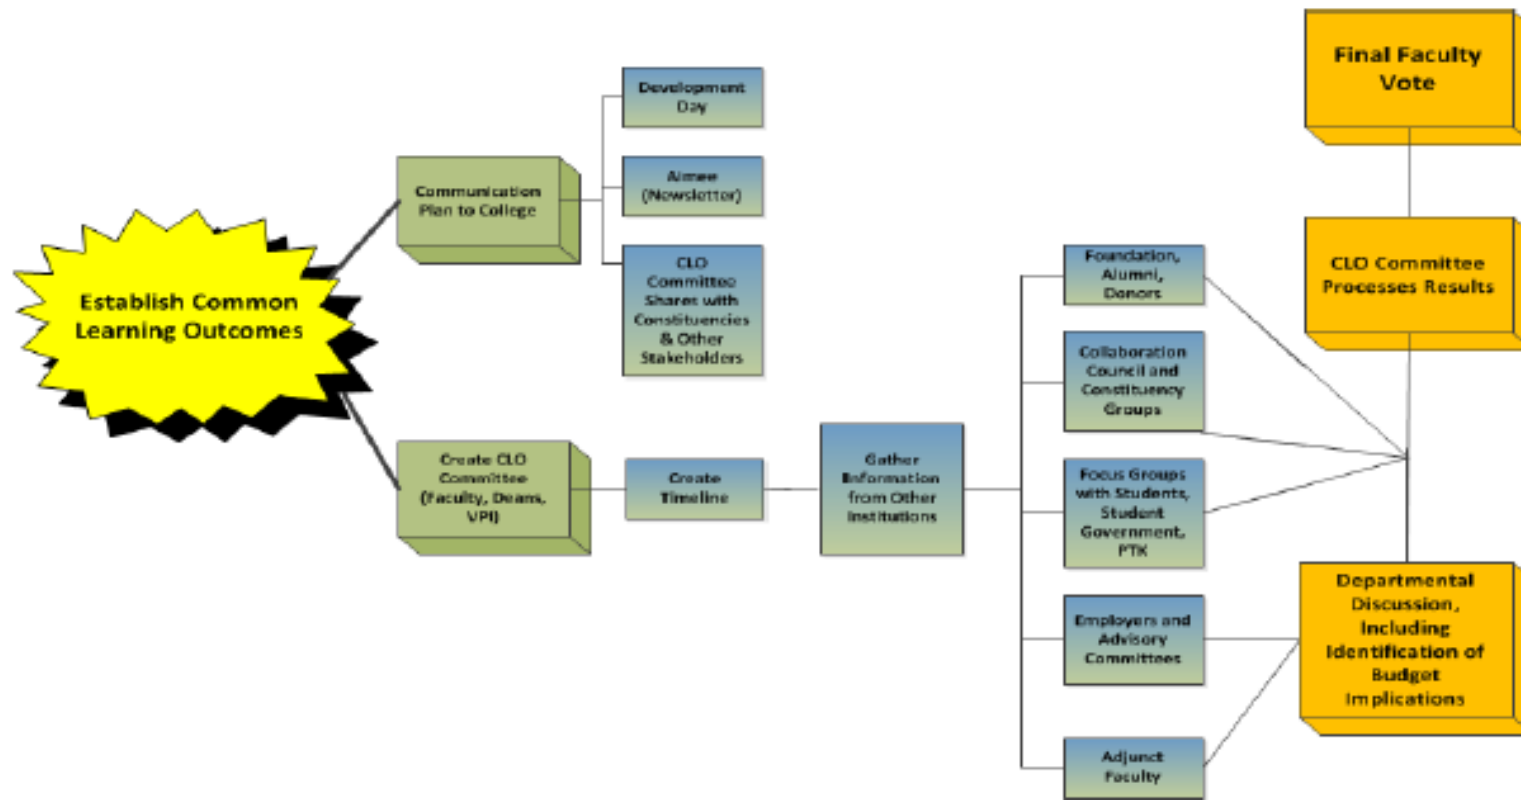 Establish Common
Learning Outcomes
Communication
Plan to College
Development
Day
Aimee
(Newsletter)
CLO
Committee
Shares with
Constituencies
& Other
Stakeholders
Create CLO
Committee
(Faculty, Deans,
VPI)
Create
Timeline
Gather
Information
from Other
Institutions
Foundation,
Alumni,
Donors
Collaboration
Council and
Constituency
Groups
Focus Groups
with Students,
Student
Government,
PTK
Employers and
Advisory
Committees
Adjunct
Faculty
Final Faculty
Vote
CLO Committee
Processes Results
Departmental
Discussion,
Including
Identification of
Budget
Implications